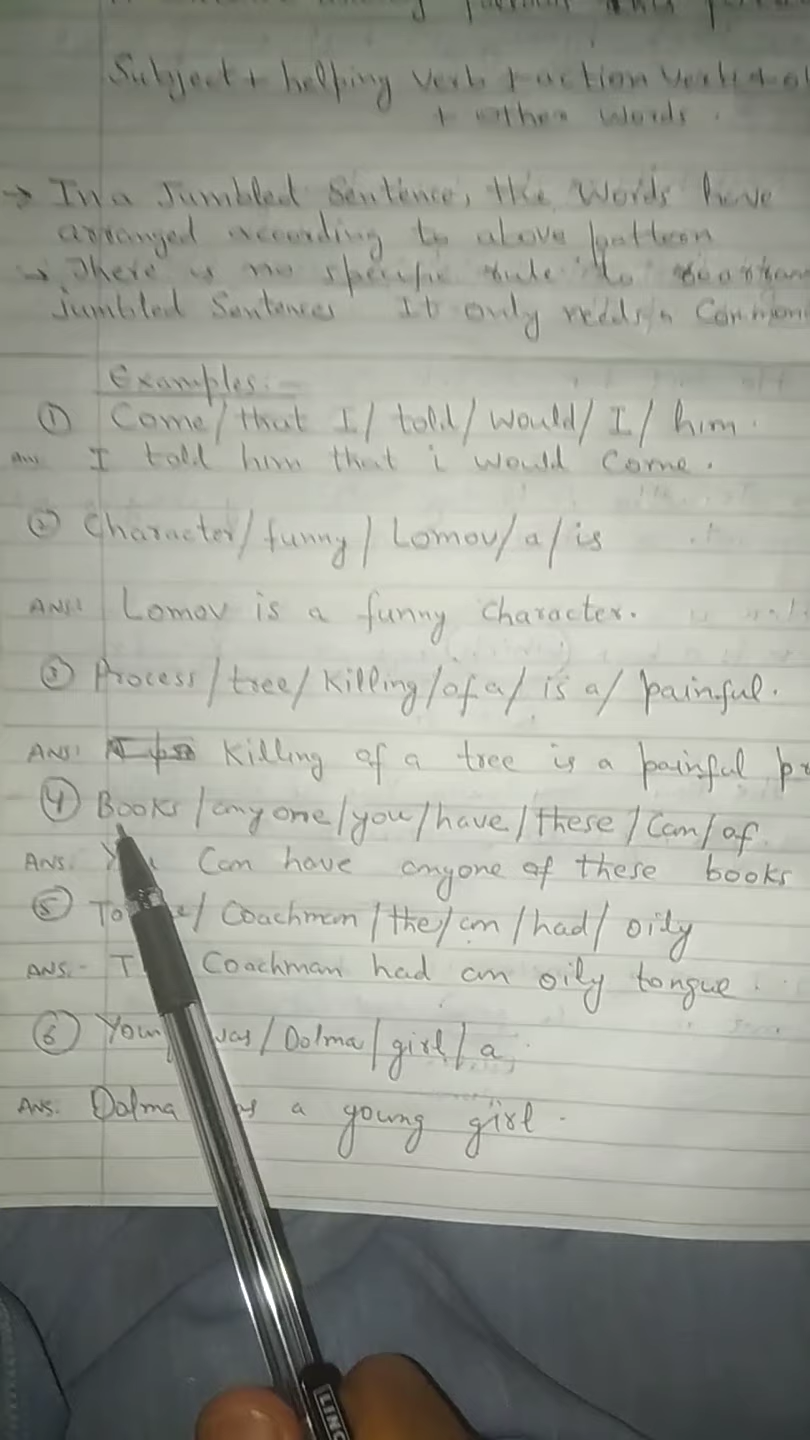 Subject + helping verb + action verb
+ other words.
→ In a Jumbled Sentence, the Words have
arranged according to above pattern
→ There is no specific rule to
jumbled Sentences It only needs a Common
Examples:-
① Come/ that I/ told/ would/ I/ him.
Ans I told him that i would come.
② Character/ funny/ Lomov/ a/ is
ANS: Lomov is a funny character.
③ Process/ tree/ Killing/ of a/ is a/ painful.
ANS: Killing of a tree is a painful
④ Books/ any one/ you/ have/ these/ Can/ of
ANS. Can have anyone of these books
⑤ Coachman/ the/ an/ had/ oily
ANS.- Coachman had an oily tongue.
⑥ Dolma/ girl/ a
ANS. Dolma a young girl.
LINC